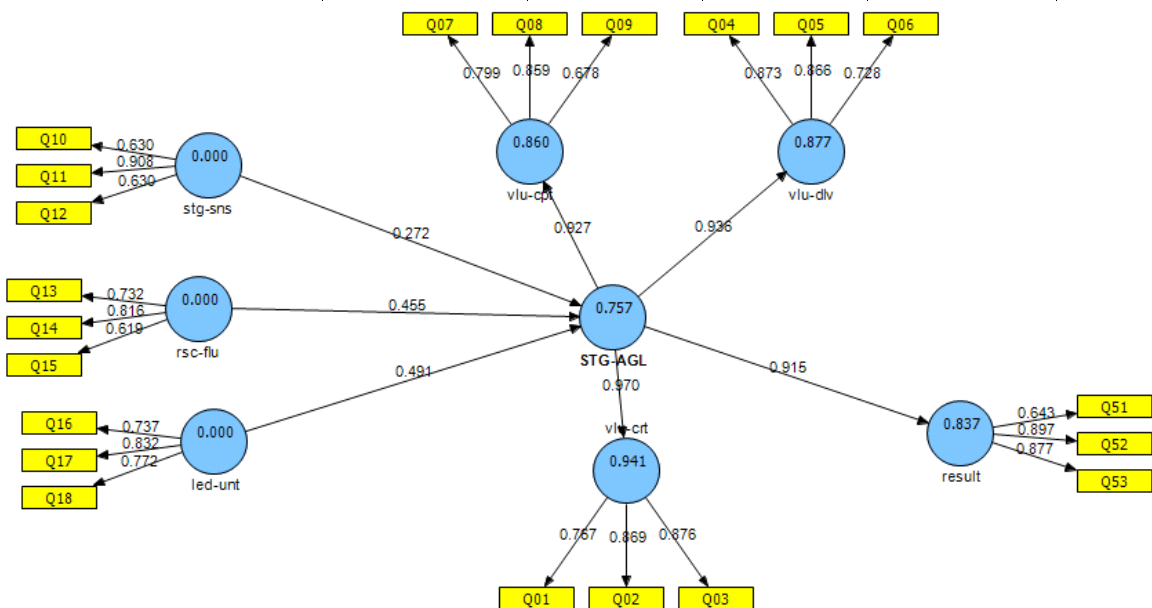 Q07
Q08
Q09
Q04
Q05
Q06
0.799
0.859
0.678
0.873
0.866
0.728
Q10
Q11
Q12
0.630
0.908
0.630
0.000
stg-sns
0.860
vlu-cpt
0.877
vlu-dlv
0.272
0.927
0.936
Q13
Q14
Q15
0.732
0.816
0.619
0.000
rsc-flu
0.455
0.757
STG-AGL
0.491
0.970
0.915
Q16
Q17
Q18
0.737
0.832
0.772
0.000
led-unt
vlu-crt
0.941
0.837
result
0.643
0.897
0.877
Q51
Q52
Q53
0.767
0.869
0.876
Q01
Q02
Q03